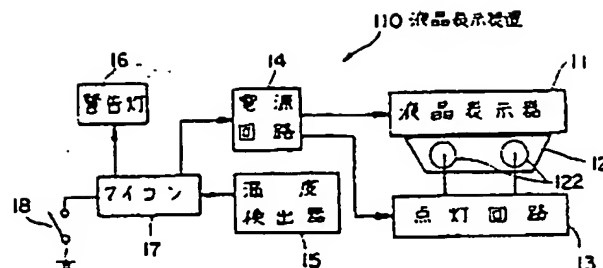 110 液晶表示装置
16
警告灯
14
電源
回路
11
液晶表示器
12
122
マイコン
17
18
温度
検出器
15
点灯回路
13